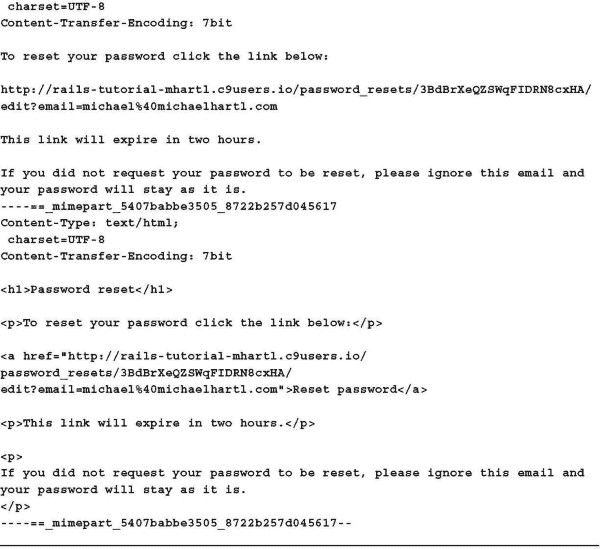 charset=UTF-8
Content-Transfer-Encoding: 7bit
To reset your password click the link below:
http://rails-tutorial-mhartl.c9users.io/password_resets/3BdBrXeQZSWqFIDRN8cxHA/
edit?email=michael%40michaelhartl.com
This link will expire in two hours.
If you did not request your password to be reset, please ignore this email and
your password will stay as it is.
----==_mimepart_5407babbe3505_8722b257d045617
Content-Type: text/html;
charset=UTF-8
Content-Transfer-Encoding: 7bit
<h1>Password reset</h1>
<p>To reset your password click the link below:</p>
<a href="http://rails-tutorial-mhartl.c9users.io/
password_resets/3BdBrXeQZSWqFIDRN8cxHA/
edit?email=michael%40michaelhartl.com">Reset password</a>
<p>This link will expire in two hours.</p>
<p>
If you did not request your password to be reset, please ignore this email and
your password will stay as it is.
</p>
----==_mimepart_5407babbe3505_8722b257d045617--